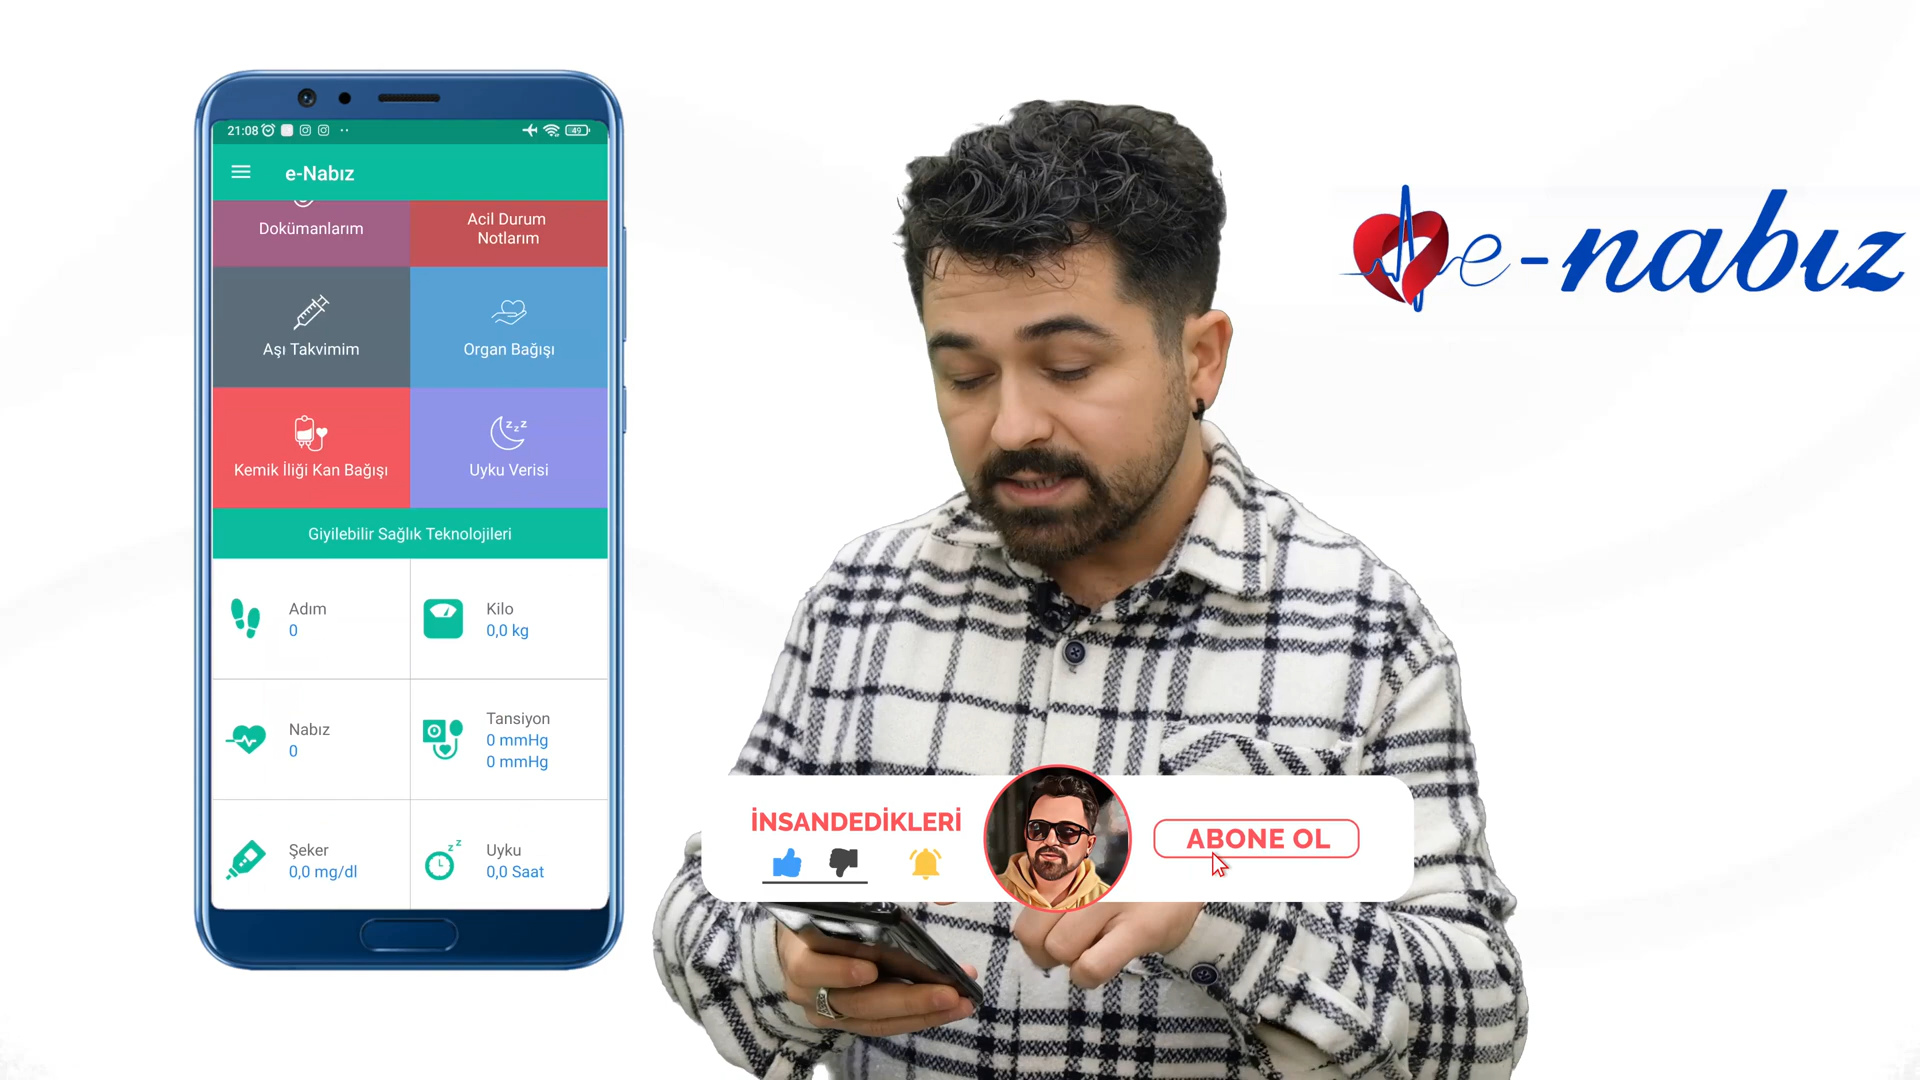 21:08
49
e-Nabız
Dokümanlarım
Acil Durum
Notlarım
Aşı Takvimim
Organ Bağışı
Kemik İliği Kan Bağışı
Uyku Verisi
Giyilebilir Sağlık Teknolojileri
Adım
0
Kilo
0,0 kg
Nabız
0
Tansiyon
0 mmHg
0 mmHg
Şeker
0,0 mg/dl
z z
Uyku
0,0 Saat
e-nabız
İNSANDEDİKLERİ
ABONE OL